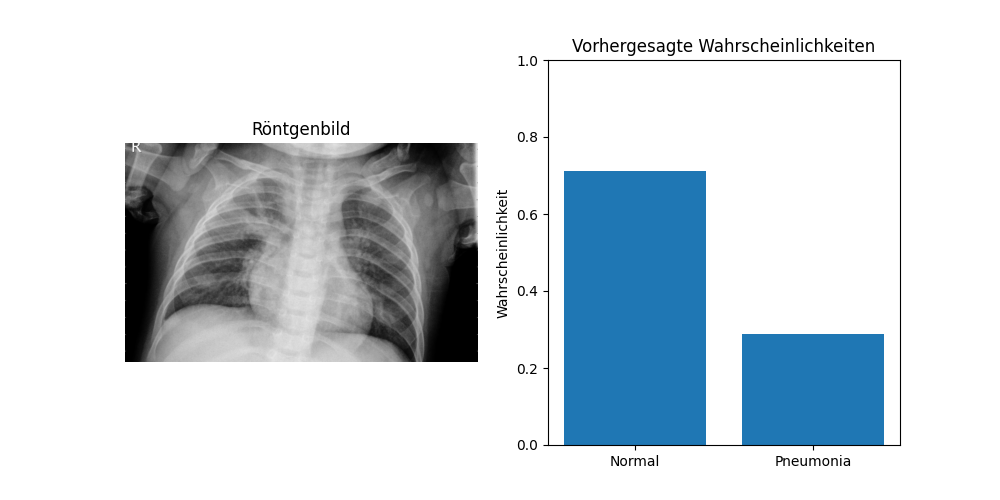 Röntgenbild
R
Vorhergesagte Wahrscheinlichkeiten
Wahrscheinlichkeit
1.0
0.8
0.6
0.4
0.2
0.0
Normal
Pneumonia